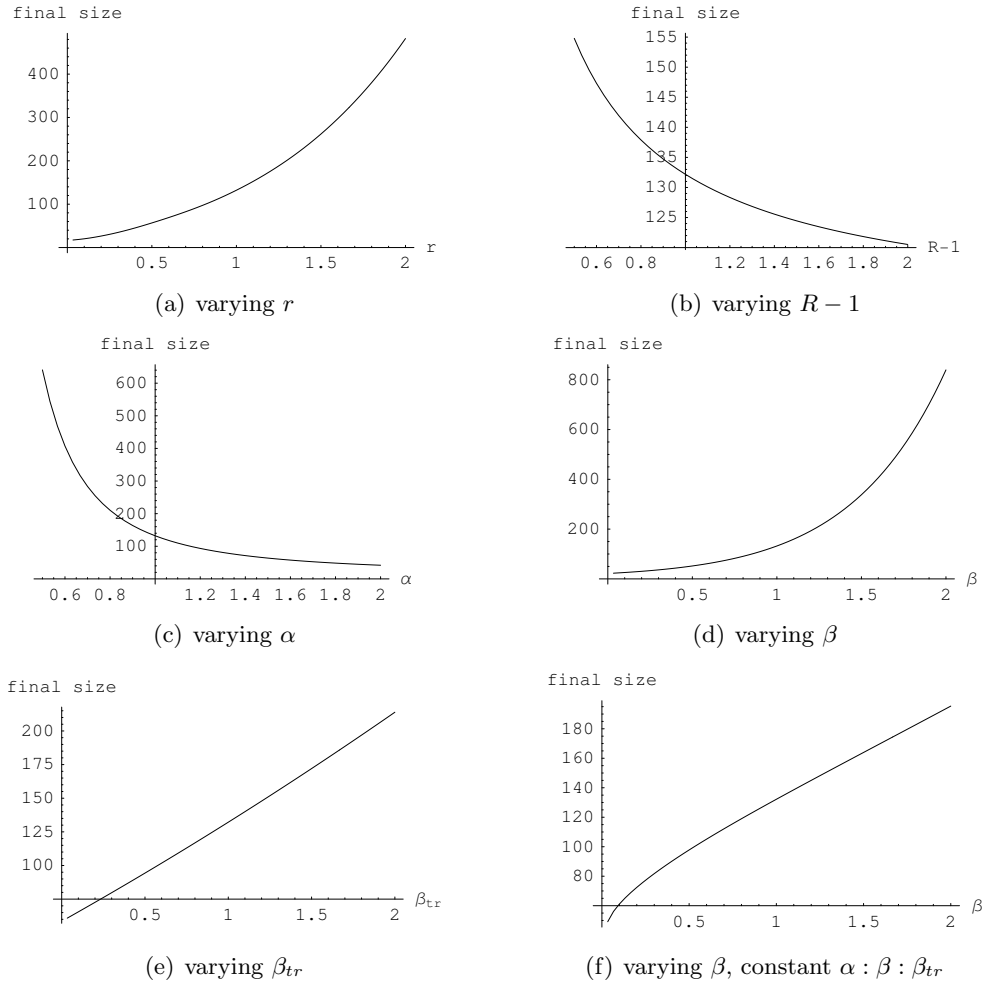 final size
400
300
200
100
0.5 1 1.5 2 r
(a) varying r
final size
155
150
145
140
135
130
125
0.6 0.8 1.2 1.4 1.6 1.8 2 R-1
(b) varying R − 1
final size
600
500
400
300
200
100
0.6 0.8 1.2 1.4 1.6 1.8 2 α
(c) varying α
final size
800
600
400
200
0.5 1 1.5 2 β
(d) varying β
final size
200
175
150
125
100
0.5 1 1.5 2 βtr
(e) varying βtr
final size
180
160
140
120
100
80
0.5 1 1.5 2 β
(f) varying β, constant α : β : βtr